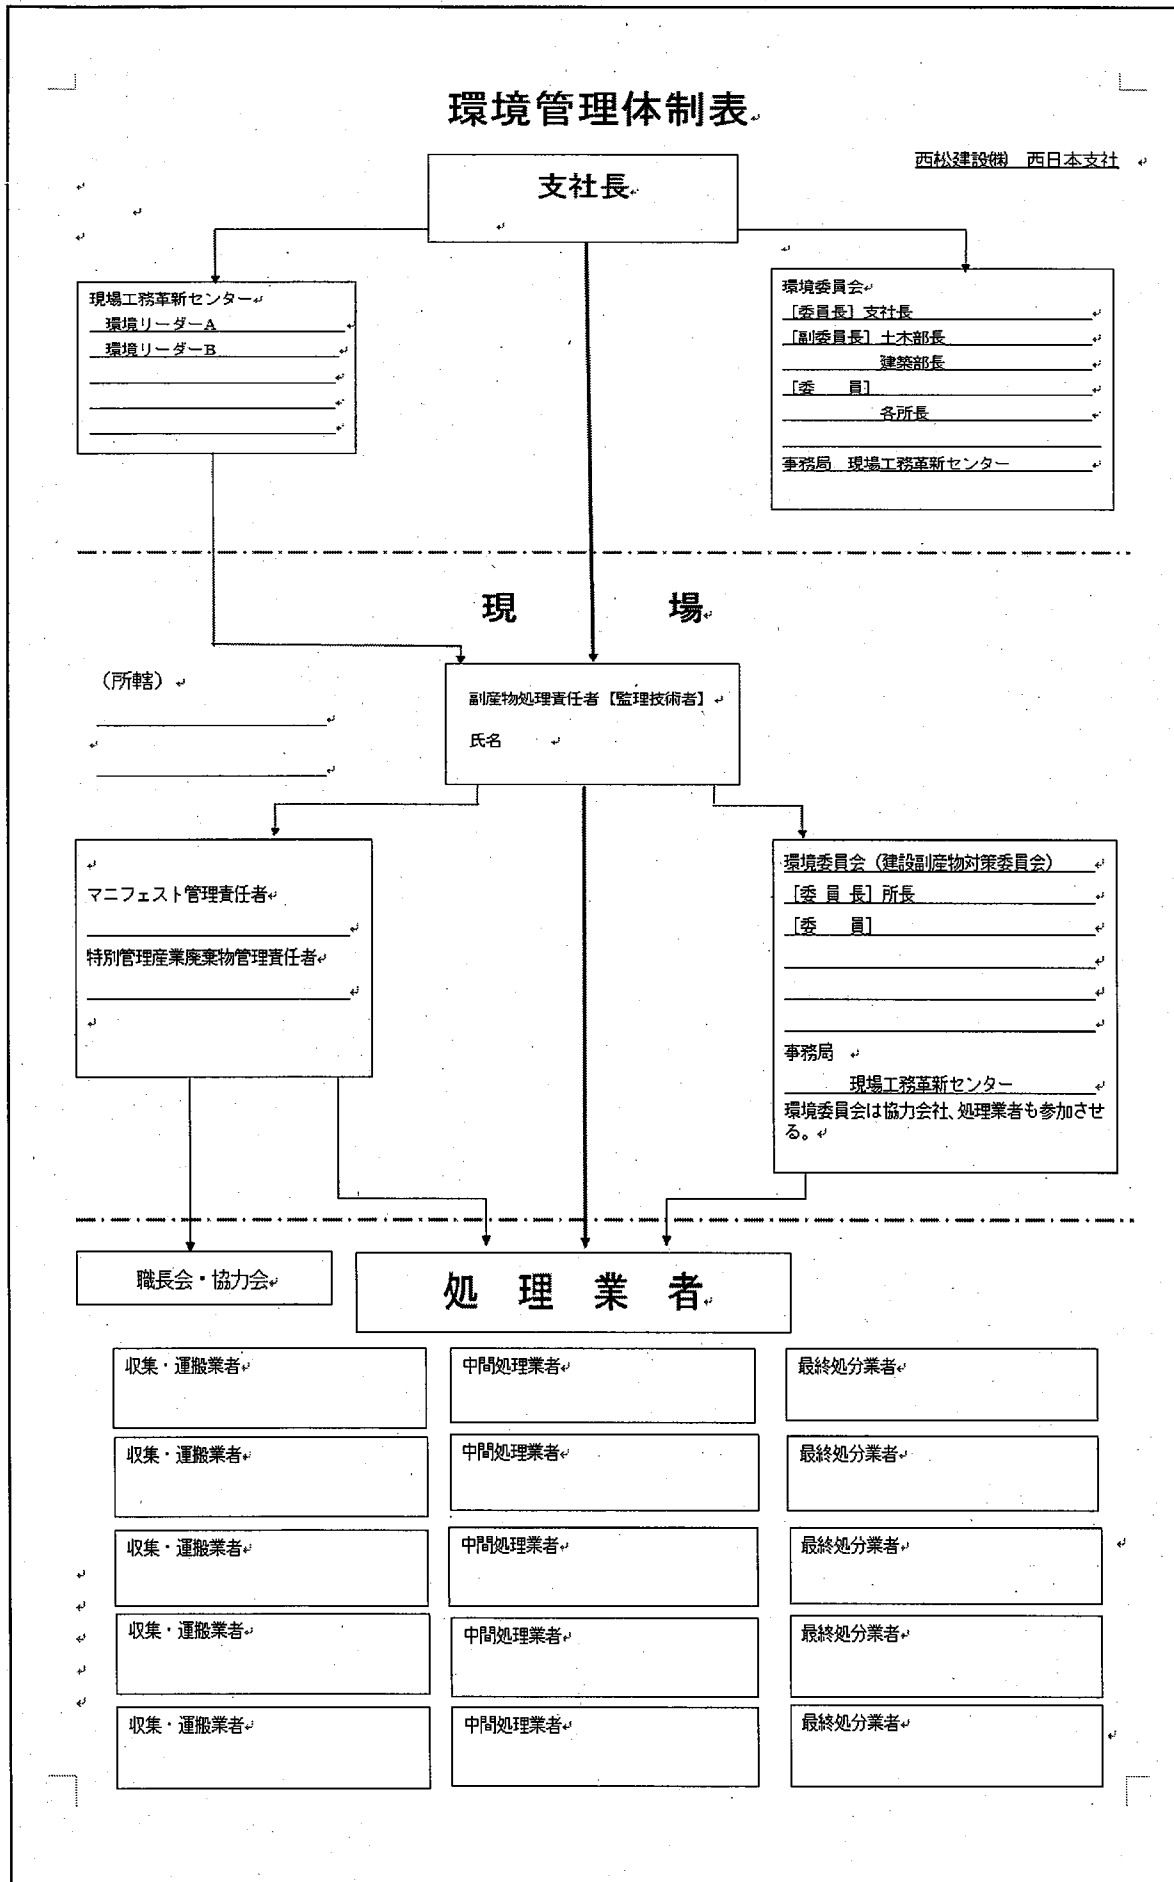 環境管理体制表
西松建設㈱　西日本支社
支社長
現場工務革新センター
環境リーダーA
環境リーダーB
環境委員会
［委員長］支社長
［副委員長］土木部長
建築部長
［委　　員］
各所長
事務局　現場工務革新センター
現　　　　場
（所轄）
副産物処理責任者【監理技術者】
氏名
マニフェスト管理責任者
特別管理産業廃棄物管理責任者
環境委員会（建設副産物対策委員会）
［委 員 長］所長
［委　　員］
事務局
現場工務革新センター
環境委員会は協力会社、処理業者も参加させ
る。
職長会・協力会
処　理　業　者
収集・運搬業者　中間処理業者　最終処分業者
収集・運搬業者　中間処理業者　最終処分業者
収集・運搬業者　中間処理業者　最終処分業者
収集・運搬業者　中間処理業者　最終処分業者
収集・運搬業者　中間処理業者　最終処分業者